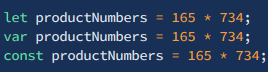 let productNumbers = 165 * 734;
var productNumbers = 165 * 734;
const productNumbers = 165 * 734;